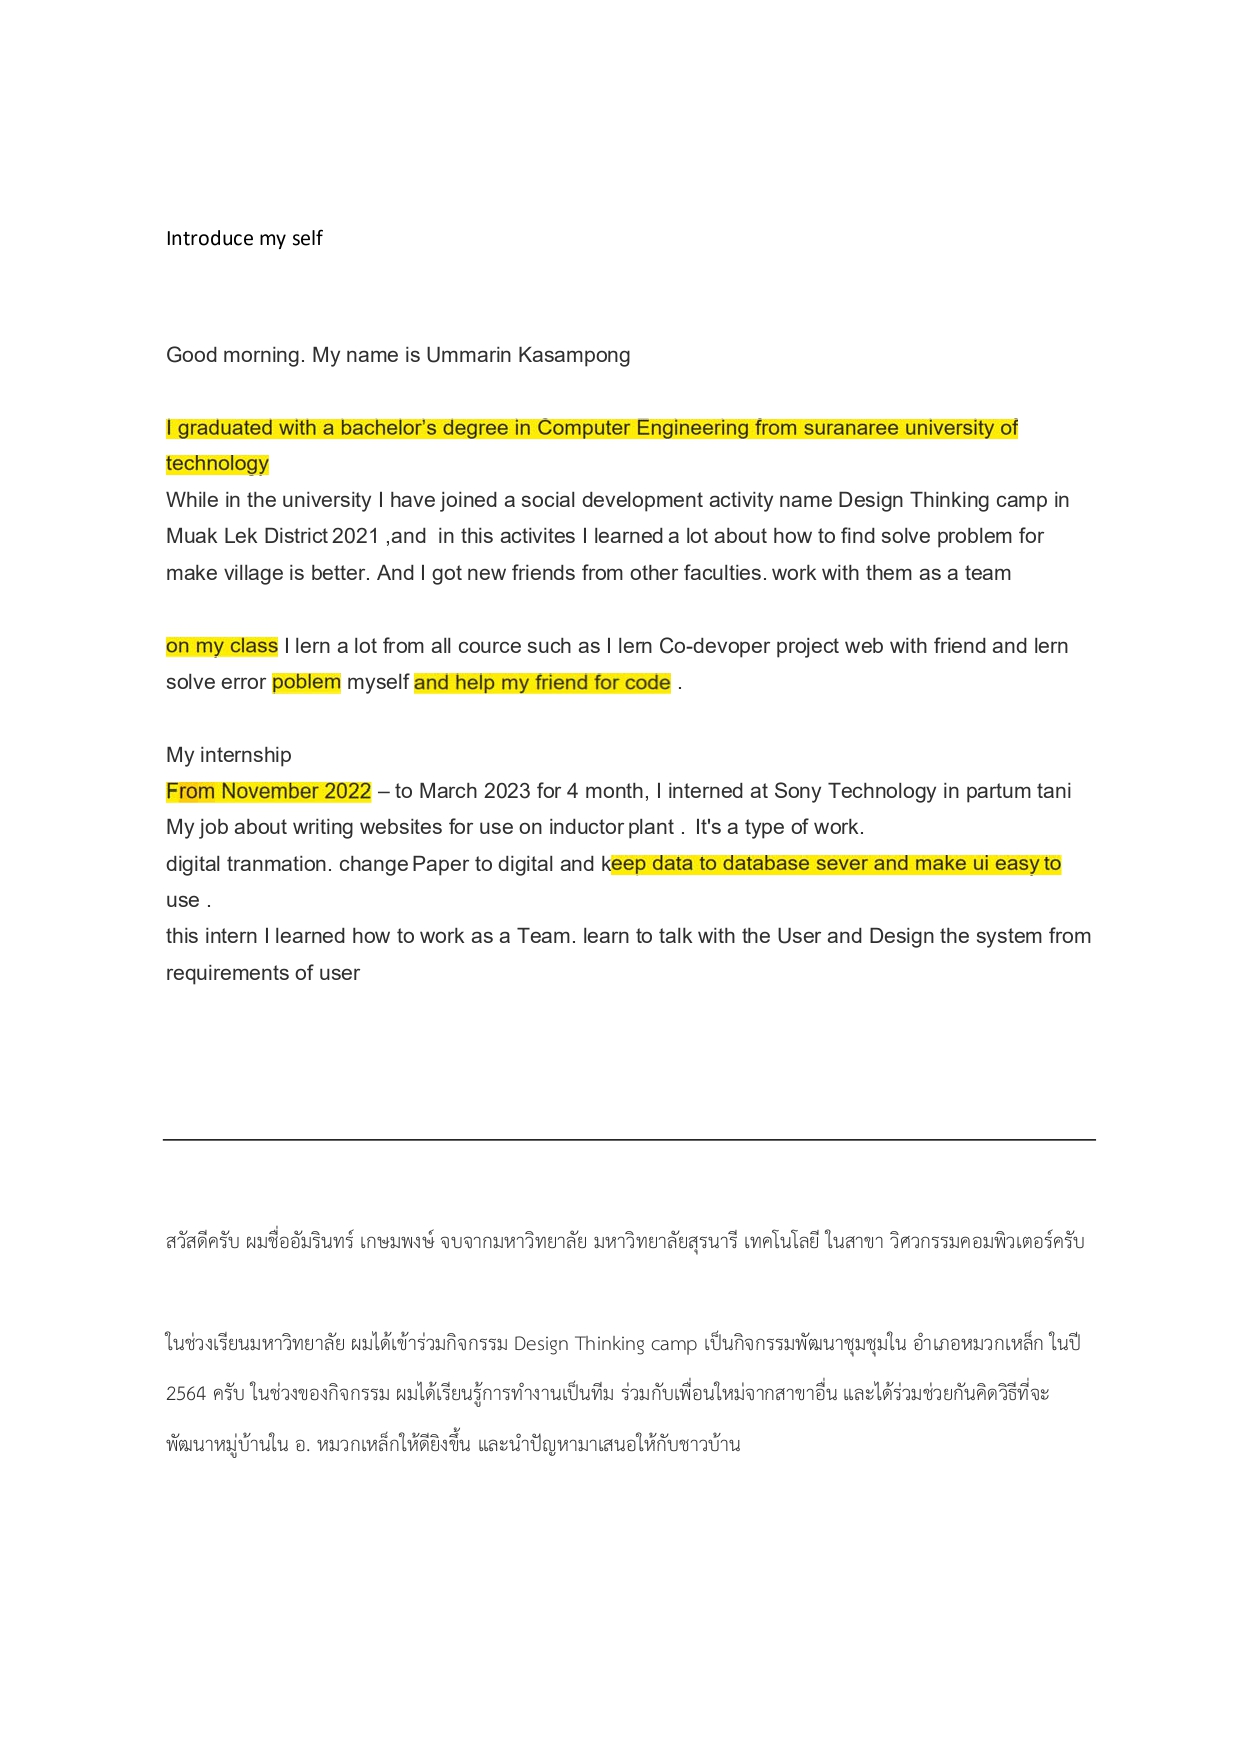 Introduce my self
Good morning. My name is Ummarin Kasampong
I graduated with a bachelor's degree in Computer Engineering from suranaree university of
technology
While in the university I have joined a social development activity name Design Thinking camp in
Muak Lek District 2021 ,and in this activites I learned a lot about how to find solve problem for
make village is better. And I got new friends from other faculties. work with them as a team
on my class I lern a lot from all cource such as I lern Co-devoper project web with friend and lern
solve error poblem myself and help my friend for code .
My internship
From November 2022 – to March 2023 for 4 month, I interned at Sony Technology in partum tani
My job about writing websites for use on inductor plant . It's a type of work.
digital tranmation. change Paper to digital and keep data to database sever and make ui easy to
use .
this intern I learned how to work as a Team. learn to talk with the User and Design the system from
requirements of user
สวัสดีครับ ผมชื่ออัมรินทร์ เกษมพงษ์ จบจากมหาวิทยาลัย มหาวิทยาลัยสุรนารี เทคโนโลยี ในสาขา วิศวกรรมคอมพิวเตอร์ครับ
ในช่วงเรียนมหาวิทยาลัย ผมได้เข้าร่วมกิจกรรม Design Thinking camp เป็นกิจกรรมพัฒนาชุมชุมใน อำเภอหมวกเหล็ก ในปี
2564 ครับ ในช่วงของกิจกรรม ผมได้เรียนรู้การทำงานเป็นทีม ร่วมกับเพื่อนใหม่จากสาขาอื่น และได้ร่วมช่วยกันคิดวิธีที่จะ
พัฒนาหมู่บ้านใน อ. หมวกเหล็กให้ดียิงขึ้น และนำปัญหามาเสนอให้กับชาวบ้าน